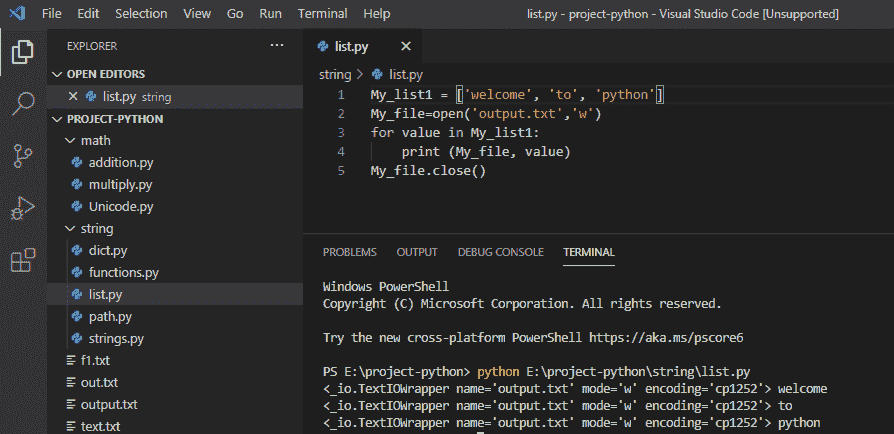 File Edit Selection View Go Run Terminal Help list.py - project-python - Visual Studio Code [Unsupported]
EXPLORER ...
OPEN EDITORS
list.py string
PROJECT-PYTHON
math
addition.py
multiply.py
Unicode.py
string
dict.py
functions.py
list.py
path.py
strings.py
f1.txt
out.txt
output.txt
text.txt
list.py
string > list.py
1 My_list1 = ['welcome', 'to', 'python']
2 My_file=open('output.txt','w')
3 for value in My_list1:
4     print (My_file, value)
5 My_file.close()
PROBLEMS OUTPUT DEBUG CONSOLE TERMINAL
Windows PowerShell
Copyright (C) Microsoft Corporation. All rights reserved.
Try the new cross-platform PowerShell https://aka.ms/pscore6
PS E:\project-python> python E:\project-python\string\list.py
<_io.TextIOWrapper name='output.txt' mode='w' encoding='cp1252'> welcome
<_io.TextIOWrapper name='output.txt' mode='w' encoding='cp1252'> to
<_io.TextIOWrapper name='output.txt' mode='w' encoding='cp1252'> python